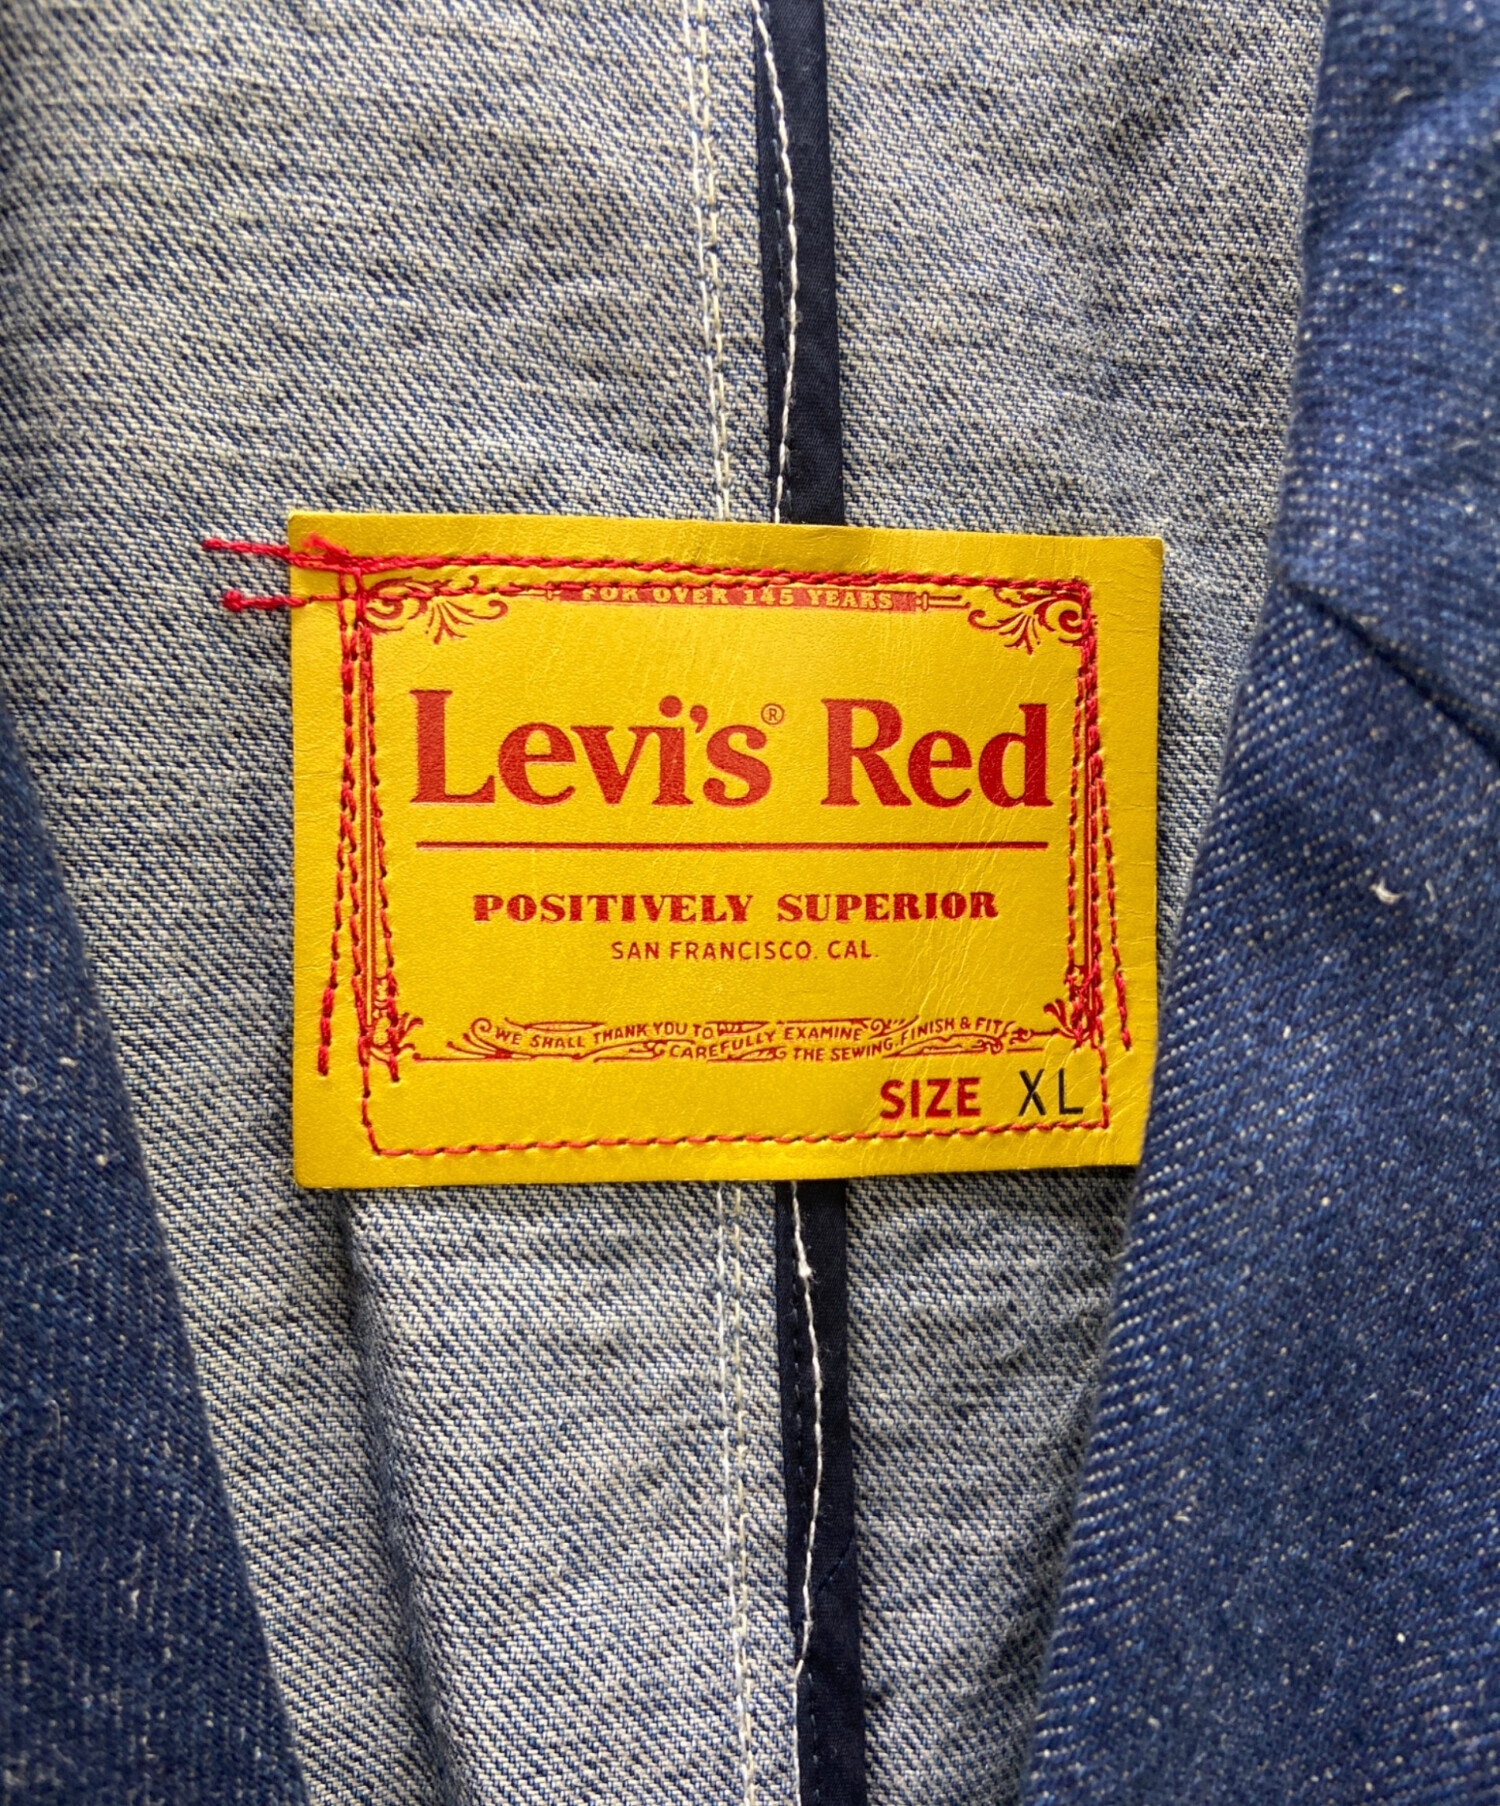 FOR OVER 145 YEARS
Levi's® Red
POSITIVELY SUPERIOR
SAN FRANCISCO. CAL.
WE SHALL THANK YOU TO CAREFULLY EXAMINE THE SEWING, FINISH & FIT
SIZE XL